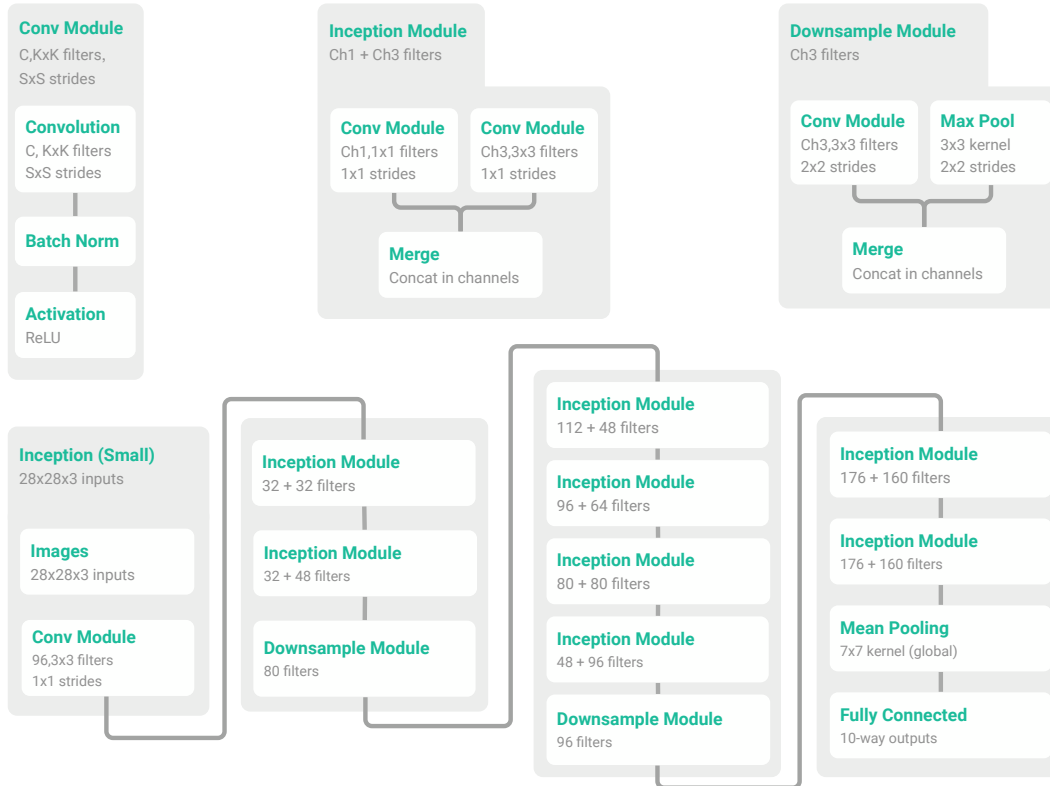 Conv Module
C,KxK filters,
SxS strides
Convolution
C, KxK filters
SxS strides
Batch Norm
Activation
ReLU
Inception Module
Ch1 + Ch3 filters
Conv Module
Ch1,1x1 filters
1x1 strides
Conv Module
Ch3,3x3 filters
1x1 strides
Merge
Concat in channels
Downsample Module
Ch3 filters
Conv Module
Ch3,3x3 filters
2x2 strides
Max Pool
3x3 kernel
2x2 strides
Merge
Concat in channels
Inception (Small)
28x28x3 inputs
Images
28x28x3 inputs
Conv Module
96,3x3 filters
1x1 strides
Inception Module
32 + 32 filters
Inception Module
32 + 48 filters
Downsample Module
80 filters
Inception Module
112 + 48 filters
Inception Module
96 + 64 filters
Inception Module
80 + 80 filters
Inception Module
48 + 96 filters
Downsample Module
96 filters
Inception Module
176 + 160 filters
Inception Module
176 + 160 filters
Mean Pooling
7x7 kernel (global)
Fully Connected
10-way outputs